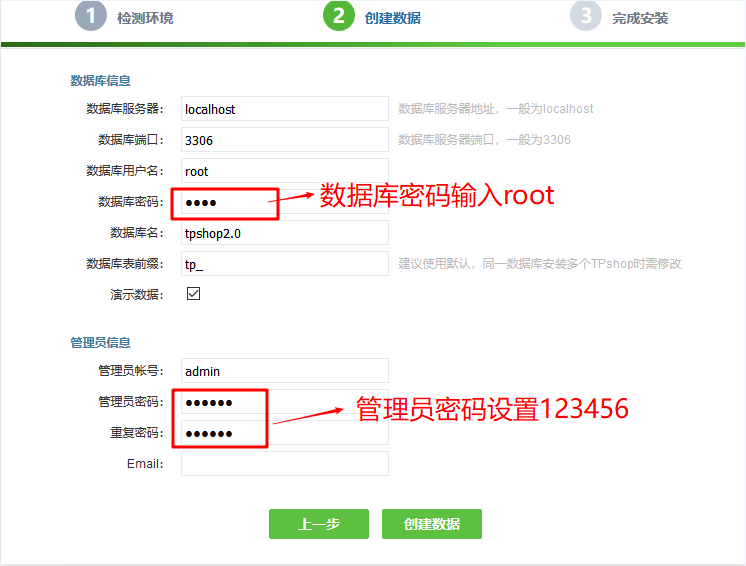 1 检测环境 2 创建数据 3 完成安装
数据库信息
数据库服务器： localhost 数据库服务器地址，一般为localhost
数据库端口： 3306 数据库服务器端口，一般为3306
数据库用户名： root
数据库密码： ●●●● 数据库密码输入root
数据库名： tpshop2.0
数据库表前缀： tp_ 建议使用默认，同一数据库安装多个TPshop时需修改
演示数据：
管理员信息
管理员帐号： admin
管理员密码： ●●●●●● 管理员密码设置123456
重复密码： ●●●●●●
Email：
上一步 创建数据